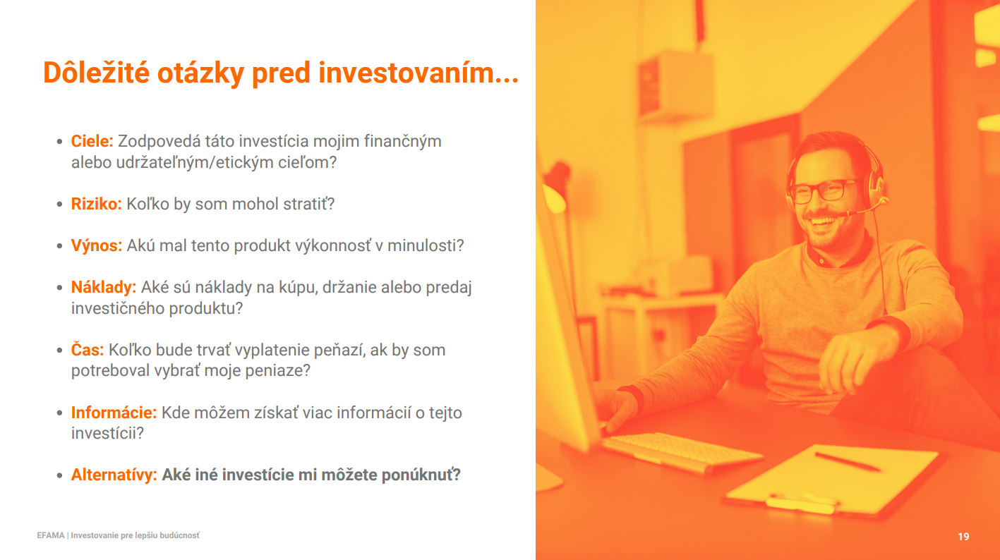 Dôležité otázky pred investovaním...
• Ciele: Zodpovedá táto investícia mojim finančným
alebo udržateľným/etickým cieľom?
• Riziko: Koľko by som mohol stratiť?
• Výnos: Akú mal tento produkt výkonnosť v minulosti?
• Náklady: Aké sú náklady na kúpu, držanie alebo predaj
investičného produktu?
• Čas: Koľko bude trvať vyplatenie peňazí, ak by som
potreboval vybrať moje peniaze?
• Informácie: Kde môžem získať viac informácií o tejto
investícii?
• Alternatívy: Aké iné investície mi môžete ponúknuť?
EFAMA | Investovanie pre lepšiu budúcnosť
19